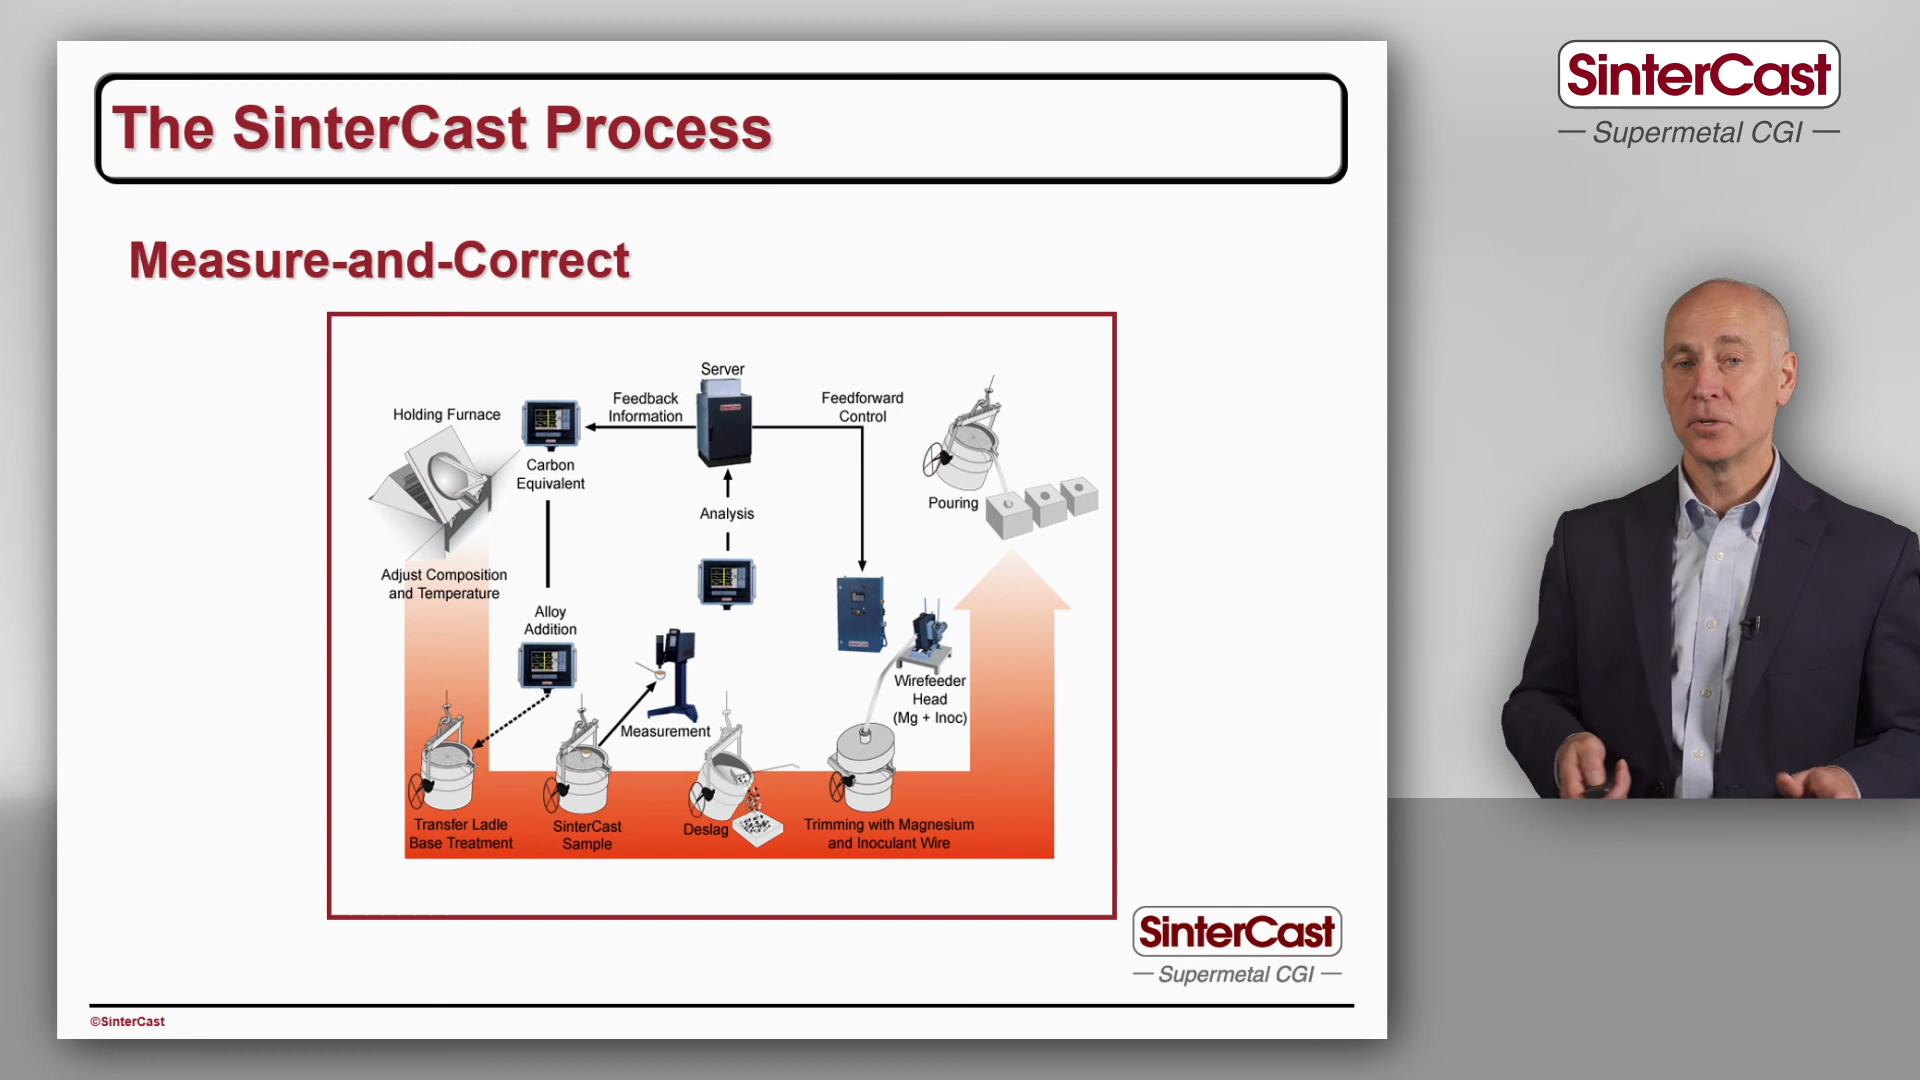 The SinterCast Process
Measure-and-Correct
Server
Feedback
Information
Feedforward
Control
Holding Furnace
Carbon
Equivalent
Pouring
Analysis
Adjust Composition
and Temperature
Alloy
Addition
Wirefeeder
Head
(Mg + Inoc)
Measurement
Transfer Ladle
Base Treatment
SinterCast
Sample
Deslag
Trimming with Magnesium
and Inoculant Wire
SinterCast
Supermetal CGI
©SinterCast
SinterCast
Supermetal CGI